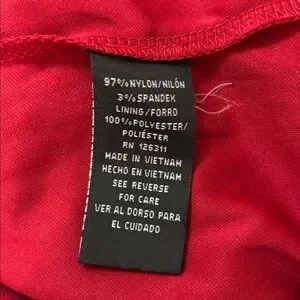 97%NYLON/NILÓN
3%SPANDEX
LINING/FORRO
100%POLYESTER/
POLIÉSTER
RN 126311
MADE IN VIETNAM
HECHO EN VIETNAM
SEE REVERSE
FOR CARE
VER AL DORSO PARA
EL CUIDADO